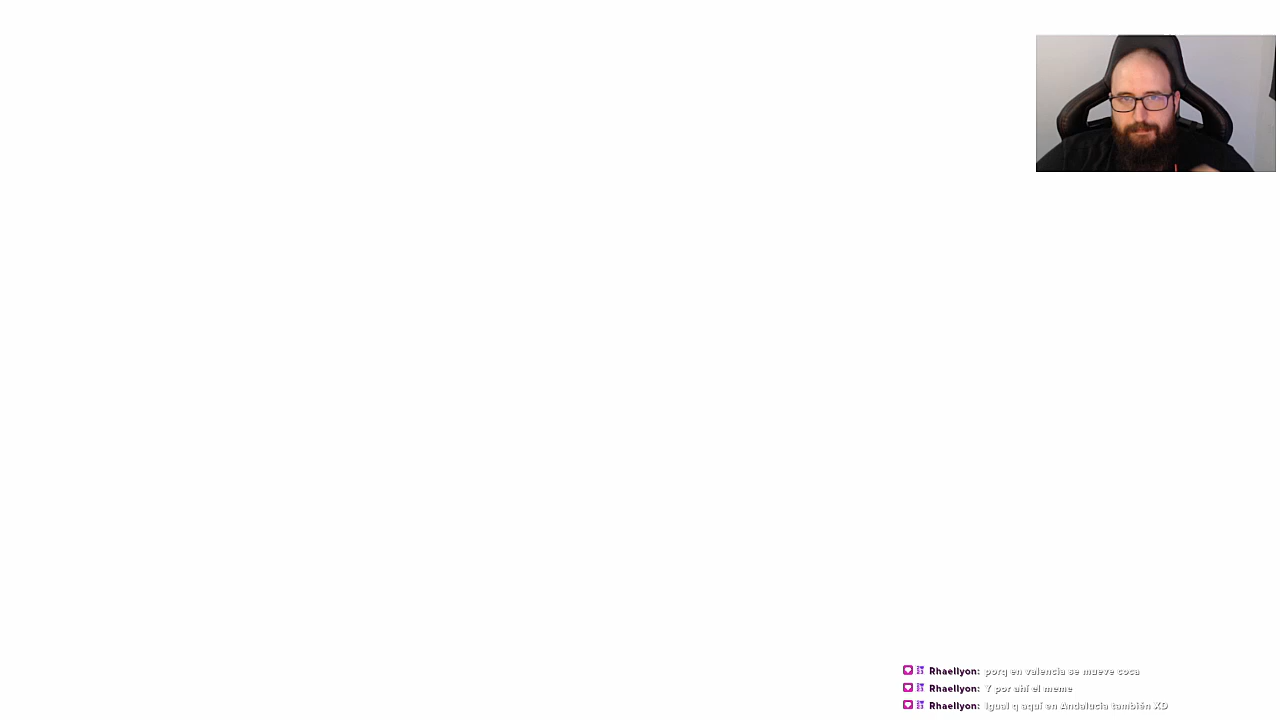 Rhaellyon: porq en valencia se mueve coca
Rhaellyon: Y por ahí el meme
Rhaellyon: Igual q aquí en Andalucía también XD